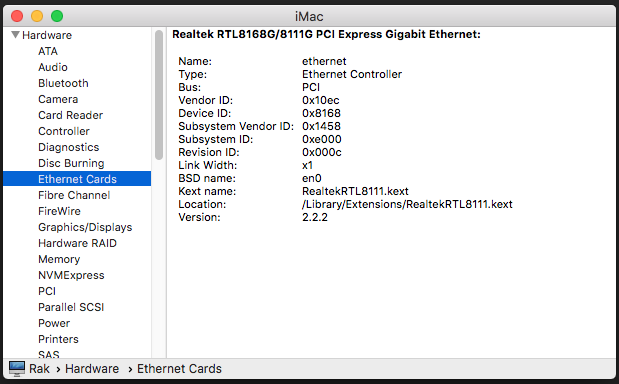 iMac
Hardware
ATA
Audio
Bluetooth
Camera
Card Reader
Controller
Diagnostics
Disc Burning
Ethernet Cards
Fibre Channel
FireWire
Graphics/Displays
Hardware RAID
Memory
NVMExpress
PCI
Parallel SCSI
Power
Printers
SAS
Realtek RTL8168G/8111G PCI Express Gigabit Ethernet:
Name: ethernet
Type: Ethernet Controller
Bus: PCI
Vendor ID: 0x10ec
Device ID: 0x8168
Subsystem Vendor ID: 0x1458
Subsystem ID: 0xe000
Revision ID: 0x000c
Link Width: x1
BSD name: en0
Kext name: RealtekRTL8111.kext
Location: /Library/Extensions/RealtekRTL8111.kext
Version: 2.2.2
Rak › Hardware › Ethernet Cards